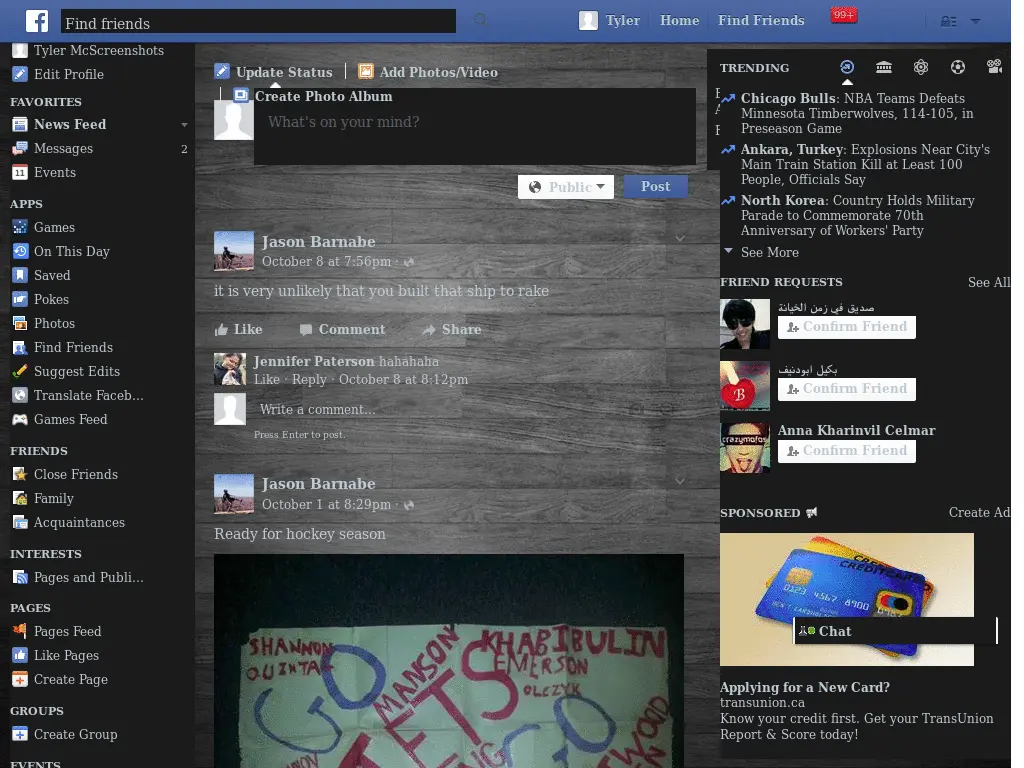 Find friends
Tyler
Home
Find Friends
99+
Tyler McScreenshots
Edit Profile
FAVORITES
News Feed
Messages
2
Events
APPS
Games
On This Day
Saved
Pokes
Photos
Find Friends
Suggest Edits
Translate Faceb...
Games Feed
FRIENDS
Close Friends
Family
Acquaintances
INTERESTS
Pages and Publi...
PAGES
Pages Feed
Like Pages
Create Page
GROUPS
Create Group
EVENTS
Update Status
Add Photos/Video
Create Photo Album
What's on your mind?
Public
Post
Jason Barnabe
October 8 at 7:56pm ·
it is very unlikely that you built that ship to rake
Like
Comment
Share
Jennifer Paterson hahahaha
Like · Reply · October 8 at 8:12pm
Write a comment...
Press Enter to post.
Jason Barnabe
October 1 at 8:29pm ·
Ready for hockey season
SHANNON
MANSON
KHABIBULIN
EMERSON
OLCZYK
GO
JETS
GO
TRENDING
Chicago Bulls: NBA Teams Defeats
Minnesota Timberwolves, 114-105, in
Preseason Game
Ankara, Turkey: Explosions Near City's
Main Train Station Kill at Least 100
People, Officials Say
North Korea: Country Holds Military
Parade to Commemorate 70th
Anniversary of Workers' Party
See More
FRIEND REQUESTS
See All
صديق في زمن الخيانة
Confirm Friend
بكيل ابودنيف
Confirm Friend
Anna Kharinvil Celmar
crazymofos
Confirm Friend
SPONSORED
Create Ad
CREDITCARD
0123 4567 8900
Chat
Applying for a New Card?
transunion.ca
Know your credit first. Get your TransUnion
Report & Score today!